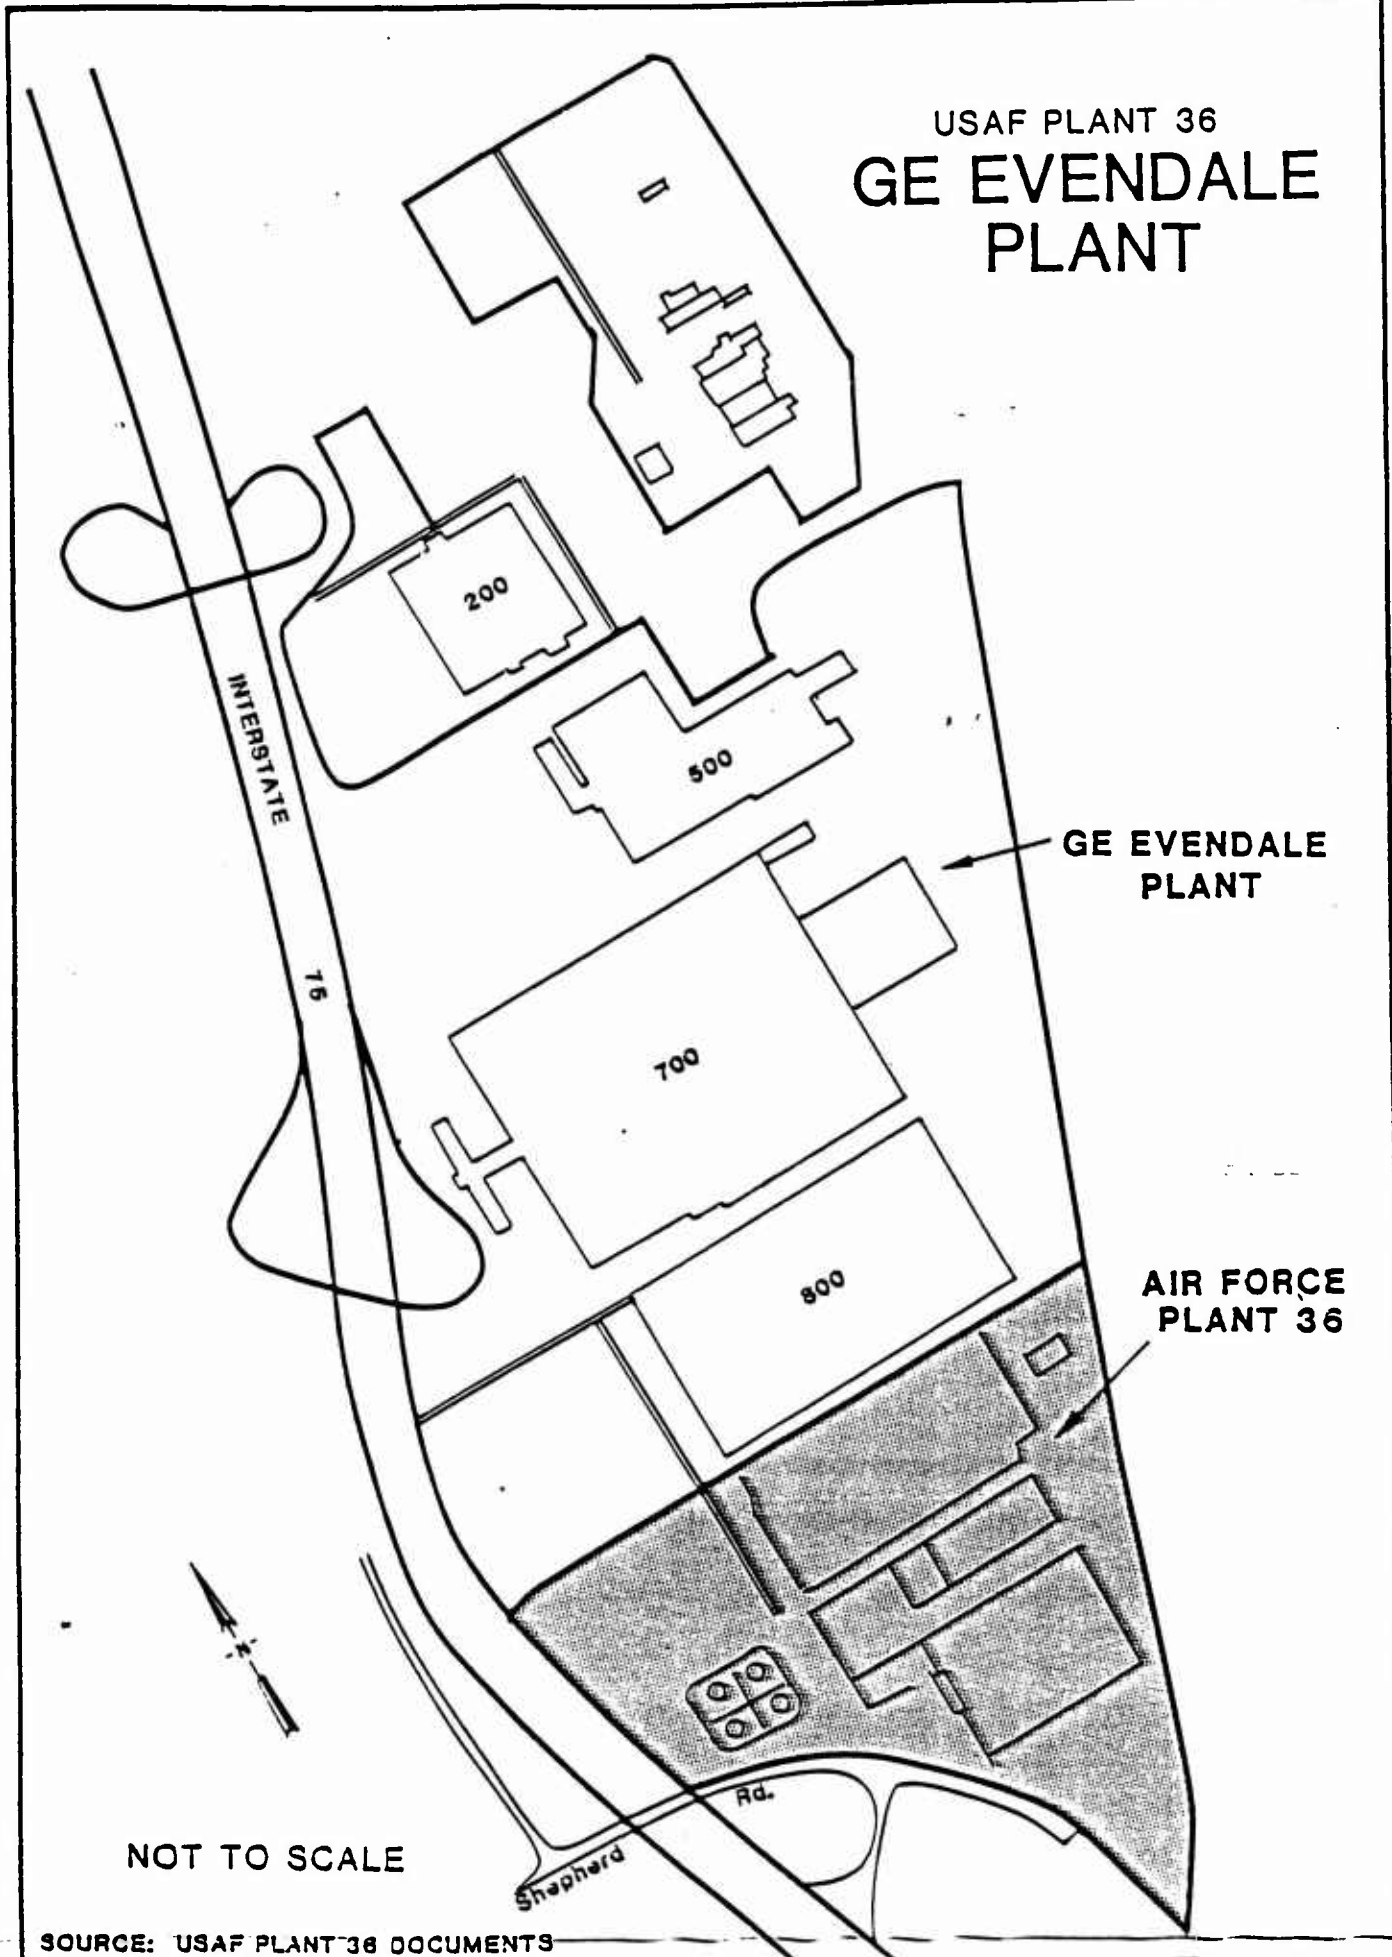 USAF PLANT 36
GE EVENDALE
PLANT
200
INTERSTATE
500
GE EVENDALE
PLANT
75
700
800
AIR FORCE
PLANT 36
N
Rd.
Shepherd
NOT TO SCALE
SOURCE: USAF PLANT 36 DOCUMENTS